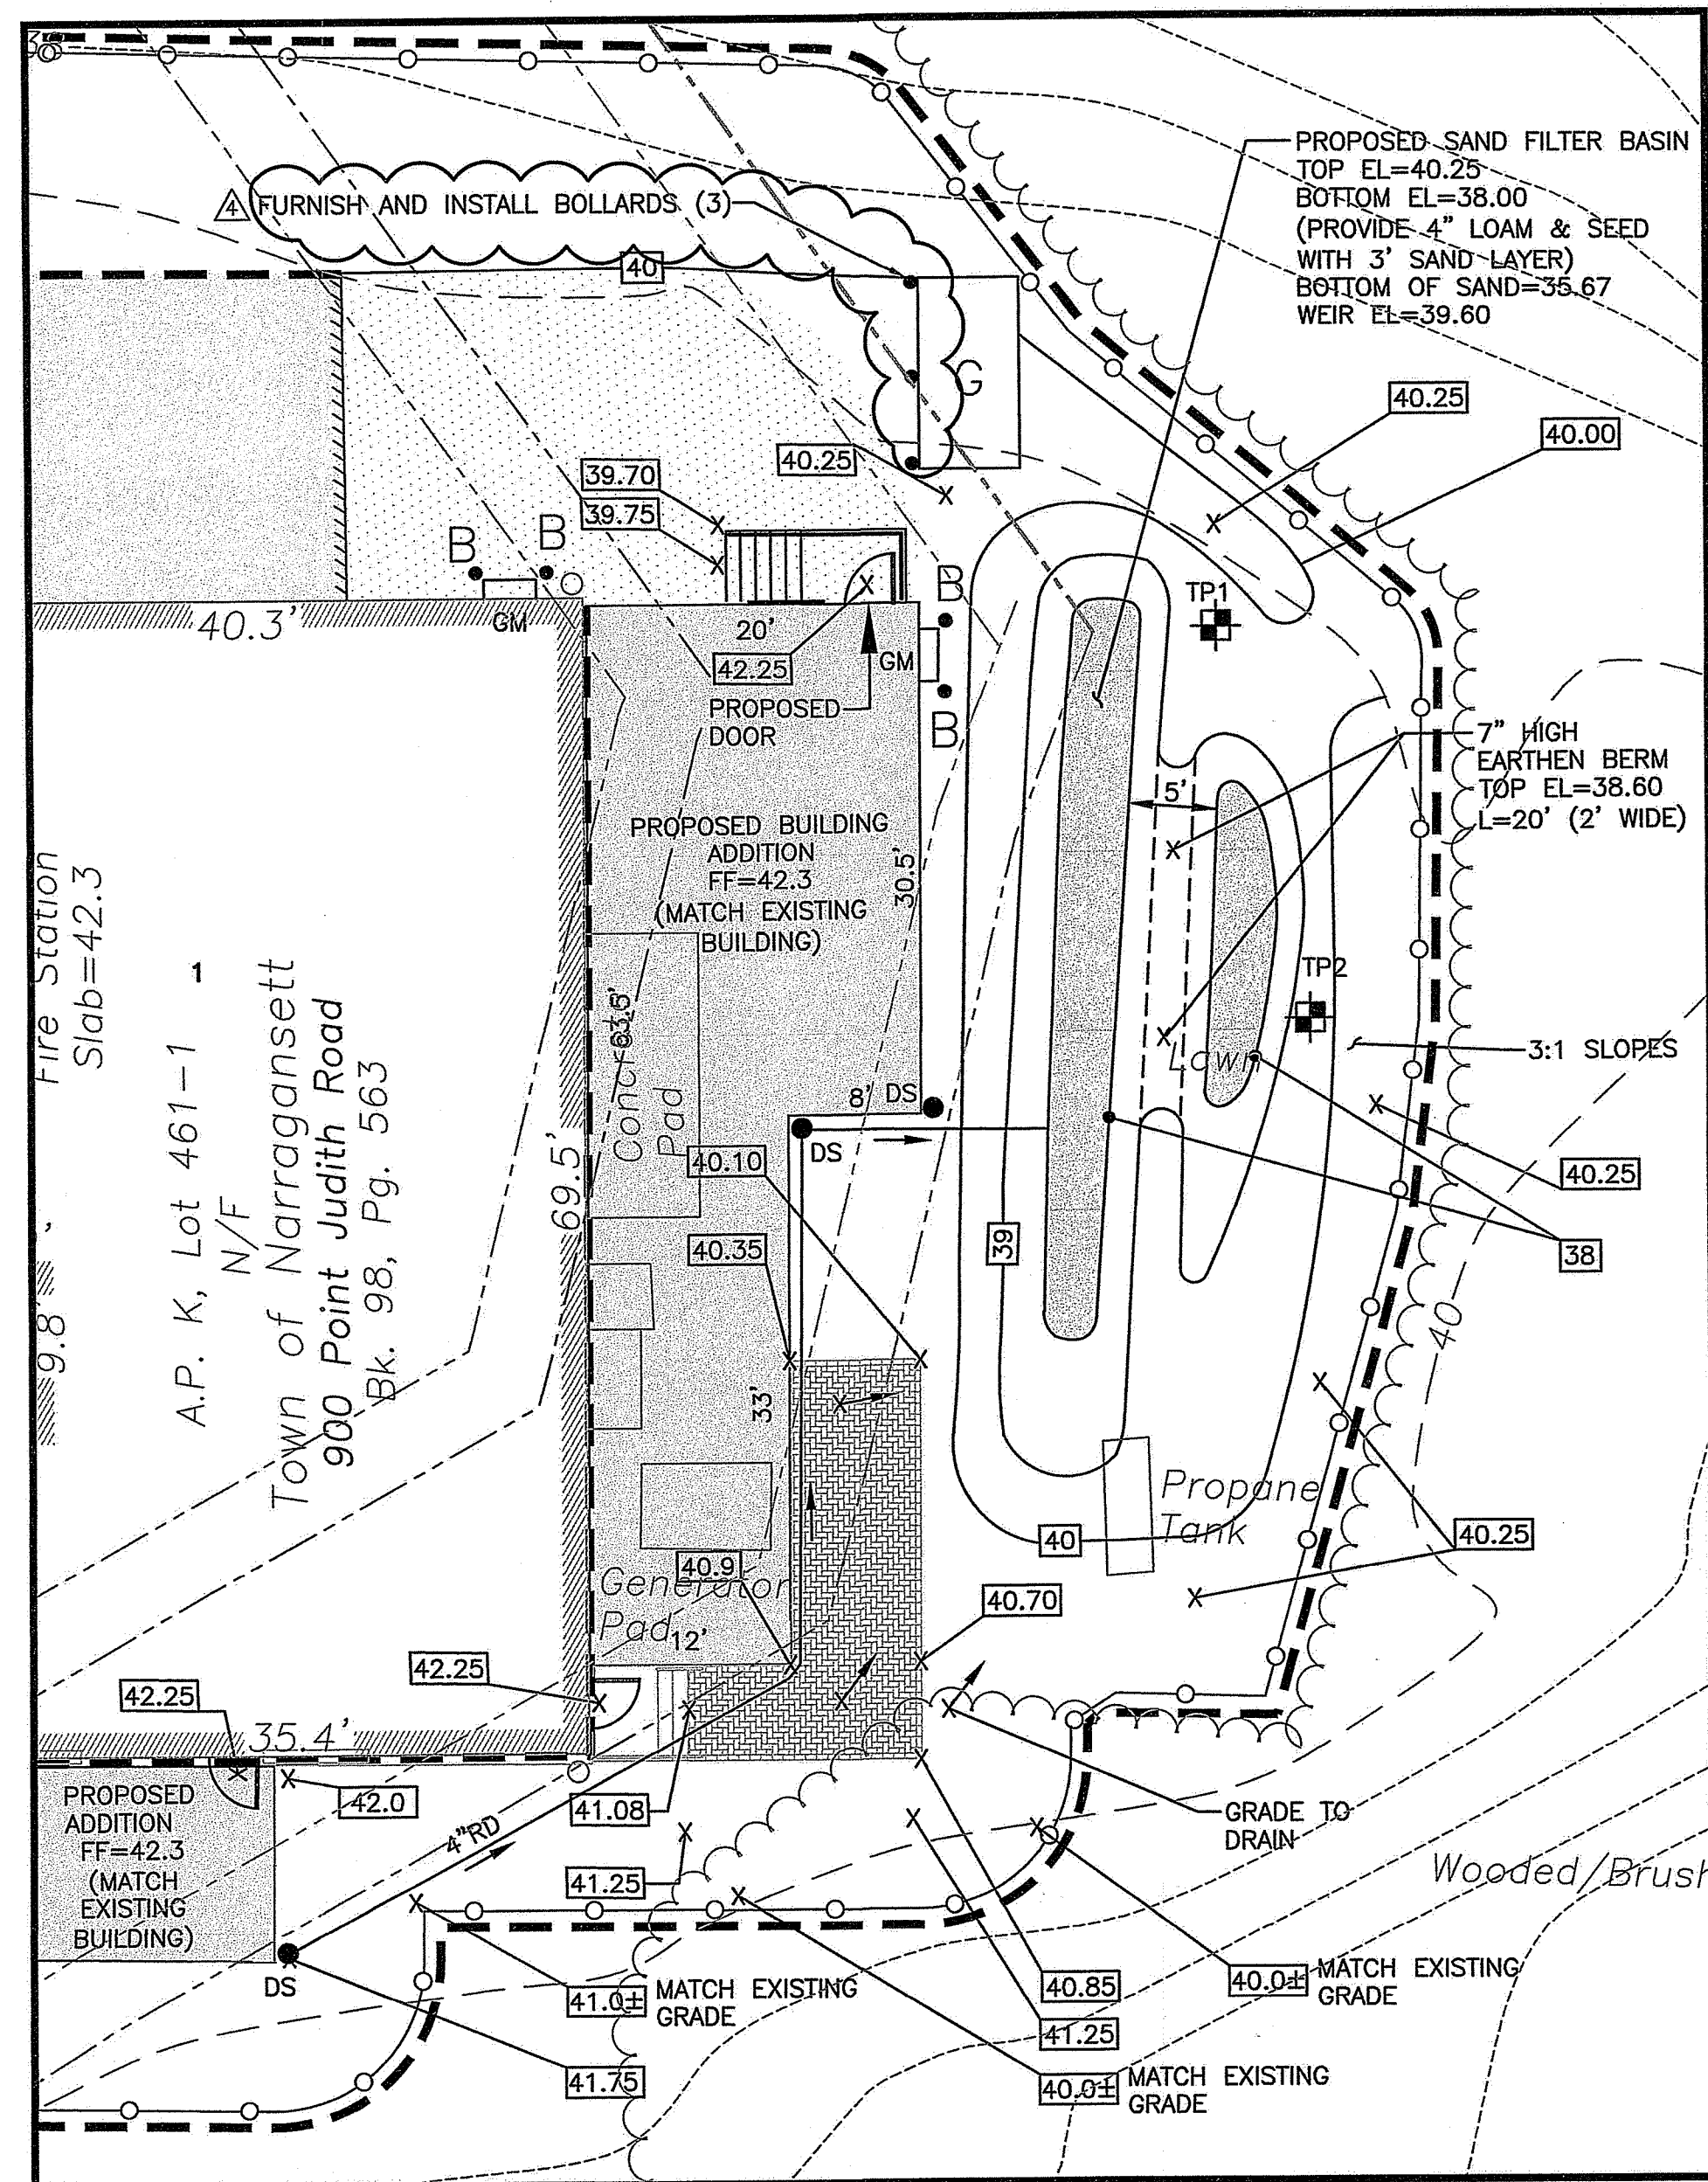 PROPOSED SAND FILTER BASIN
TOP EL=40.25
BOTTOM EL=38.00
(PROVIDE 4" LOAM & SEED
WITH 3' SAND LAYER)
BOTTOM OF SAND=35.67
WEIR EL=39.60
4 FURNISH AND INSTALL BOLLARDS (3)
40
G
40.25
40.00
40.25
39.70
39.75
B
B
40.3'
GM
20'
42.25
B
GM
B
TP1
PROPOSED
DOOR
7" HIGH
EARTHEN BERM
TOP EL=38.60
L=20' (2' WIDE)
5'
PROPOSED BUILDING
ADDITION
FF=42.3
(MATCH EXISTING
BUILDING)
30.5'
Fire Station
Slab=42.3
1
A.P. K, Lot 461-1
N/F
Town of Narragansett
900 Point Judith Road
Bk. 98, Pg. 563
63.5'
Concrete
Pad
69.5'
TP2
Lawn
3:1 SLOPES
8'
DS
DS
40.10
40.25
40.35
39
38
9.8'
33'
40
Propane
Tank
40
40.25
40.9
Generator
Pad
12'
40.70
42.25
42.25
35.4'
PROPOSED
ADDITION
FF=42.3
(MATCH
EXISTING
BUILDING)
42.0
41.08
4"RD
GRADE TO
DRAIN
41.25
Wooded/Brush
DS
41.0±
MATCH EXISTING
GRADE
40.85
40.0±
MATCH EXISTING
GRADE
41.25
41.75
40.0±
MATCH EXISTING
GRADE